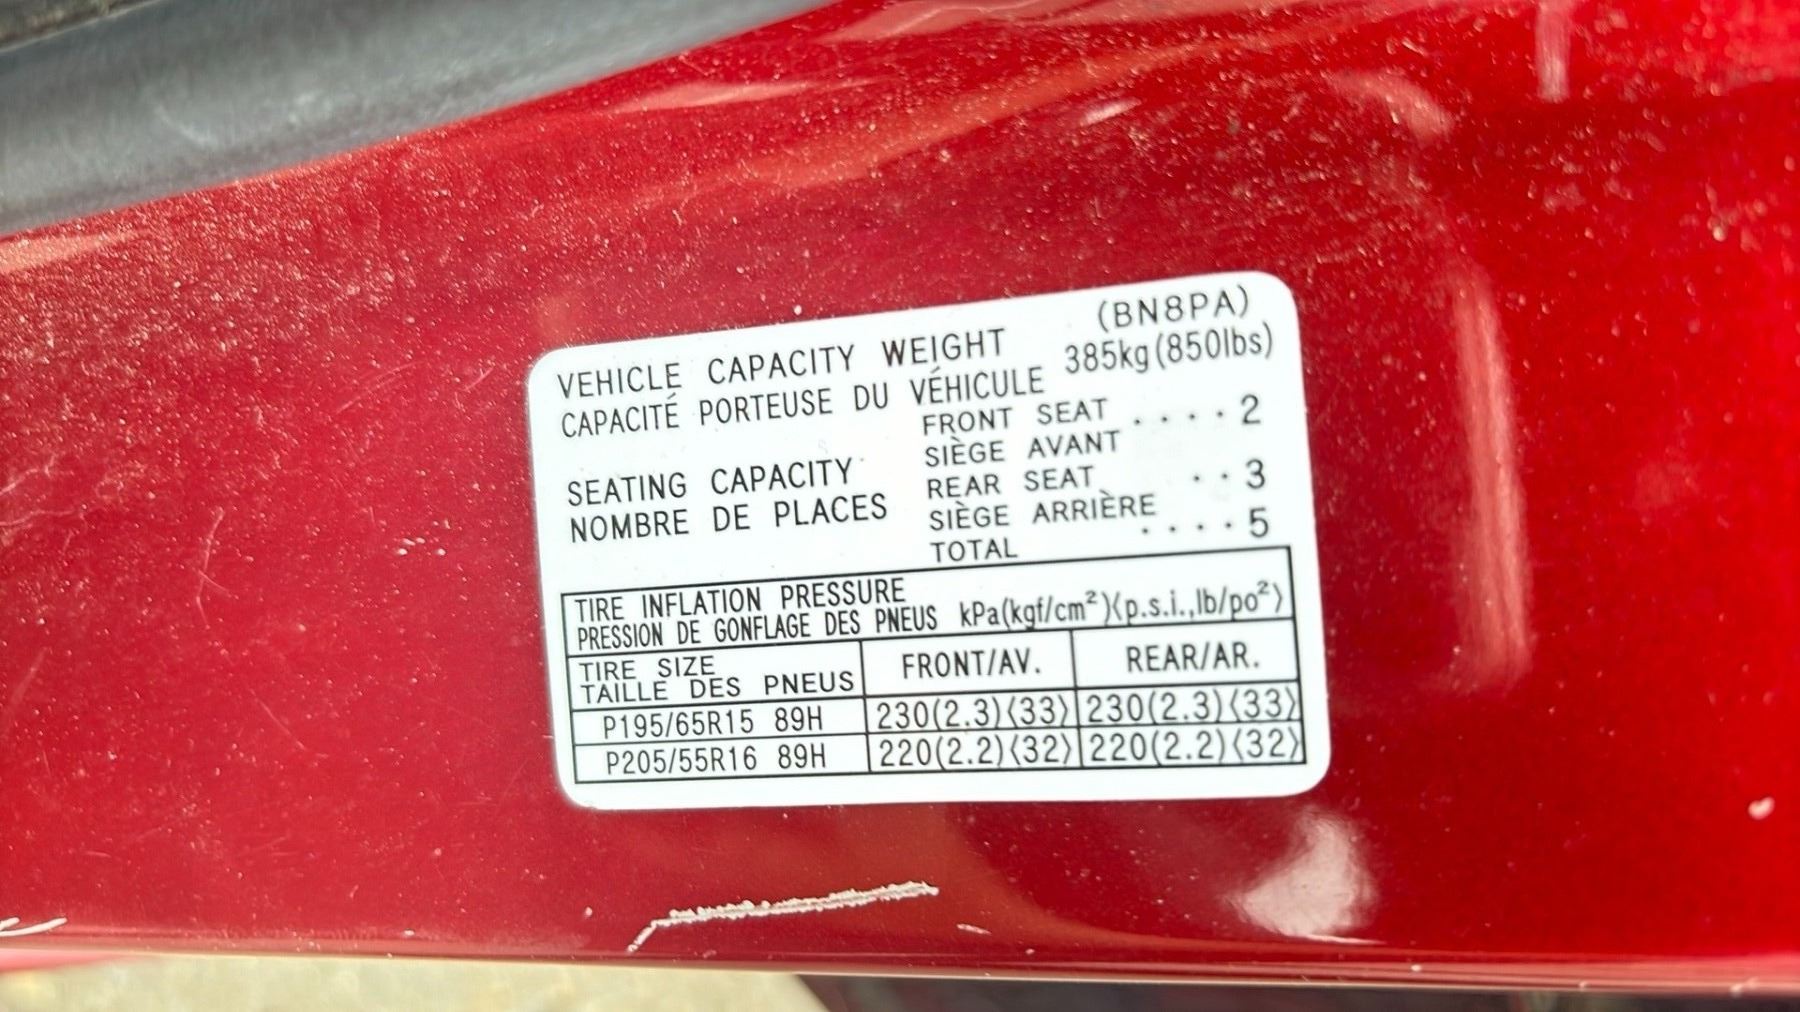 (BN8PA)
VEHICLE CAPACITY WEIGHT 385kg(850lbs)
CAPACITÉ PORTEUSE DU VÉHICULE
FRONT SEAT . . . . 2
SIÈGE AVANT
SEATING CAPACITY REAR SEAT . . 3
NOMBRE DE PLACES SIÈGE ARRIÈRE
TOTAL . . . . 5
TIRE INFLATION PRESSURE
PRESSION DE GONFLAGE DES PNEUS kPa(kgf/cm²)〈p.s.i.,lb/po²〉
TIRE SIZE FRONT/AV. REAR/AR.
TAILLE DES PNEUS
P195/65R15 89H 230(2.3)〈33〉 230(2.3)〈33〉
P205/55R16 89H 220(2.2)〈32〉 220(2.2)〈32〉